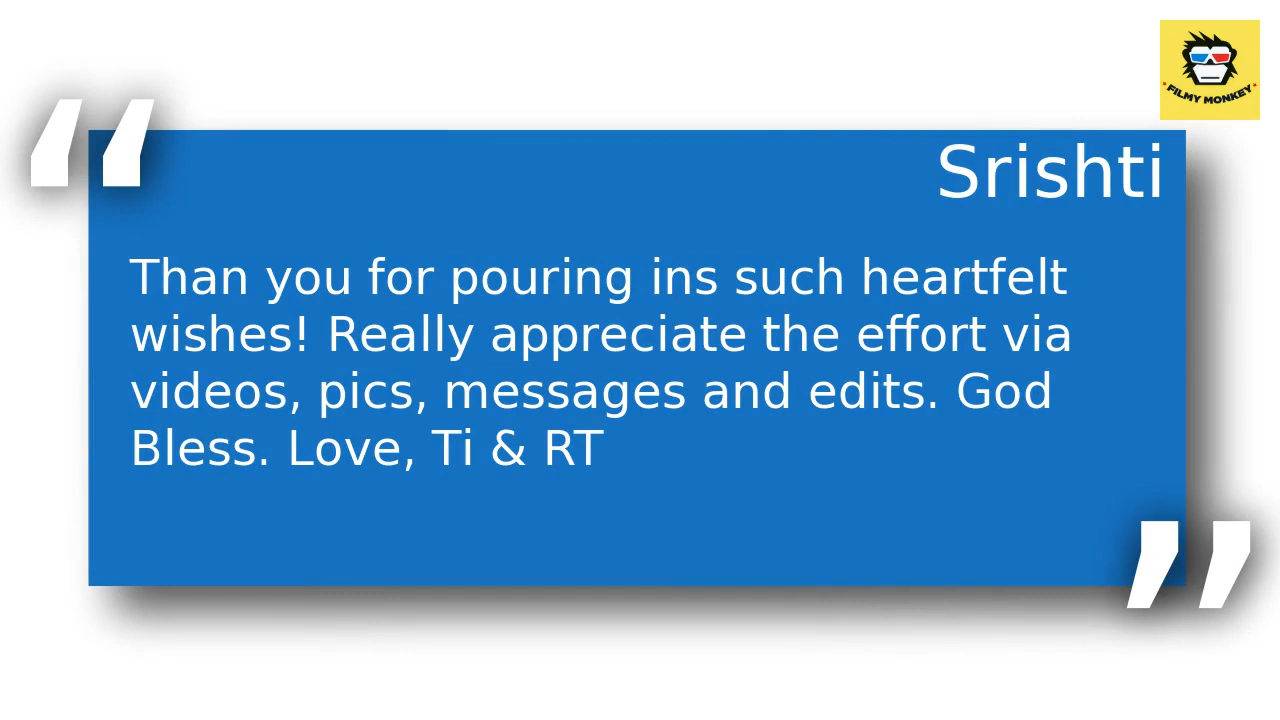 FILMY MONKEY
Srishti
Than you for pouring ins such heartfelt
wishes! Really appreciate the effort via
videos, pics, messages and edits. God
Bless. Love, Ti & RT